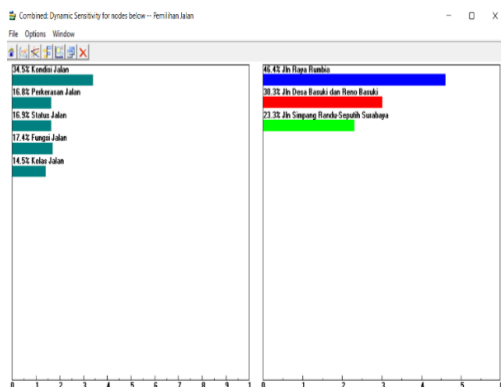 Combined: Dynamic Sensitivity for nodes below -- Pemilihan Jalan
File Options Window
34.5% Kondisi Jalan
16.8% Perkerasan Jalan
16.9% Status Jalan
17.4% Fungsi Jalan
14.5% Kelas Jalan
0 .1 .2 .3 .4 .5 .6 .7 .8 .9 1
46.4% Jln Raya Rumbia
30.3% Jln Desa Basuki dan Reno Basuki
23.3% Jln Simpang Randu-Seputih Surabaya
0 .1 .2 .3 .4 .5